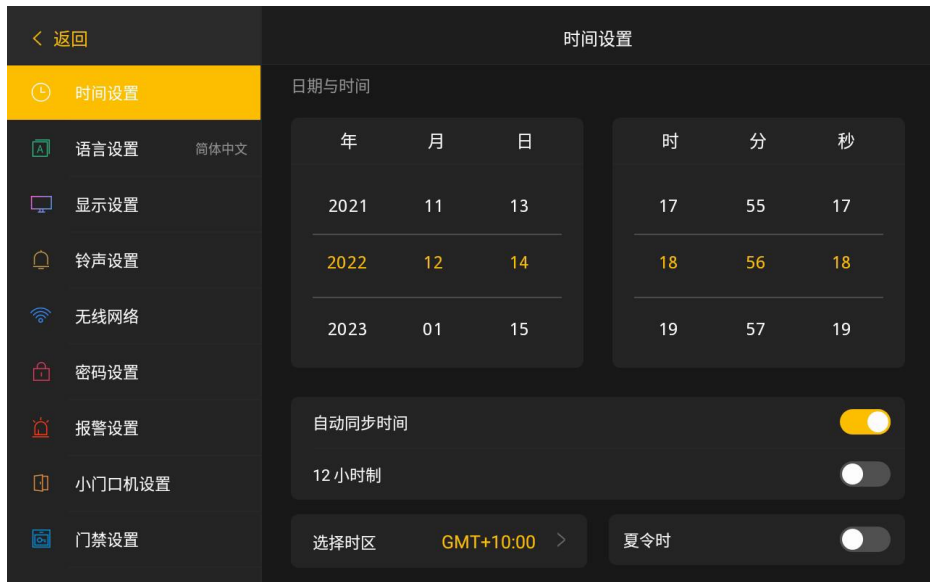 返回
时间设置
语言设置 简体中文
显示设置
铃声设置
无线网络
密码设置
报警设置
小门口机设置
门禁设置
时间设置
日期与时间
年 月 日 时 分 秒
2021 11 13 17 55 17
2022 12 14 18 56 18
2023 01 15 19 57 19
自动同步时间
12 小时制
选择时区 GMT+10:00 夏令时